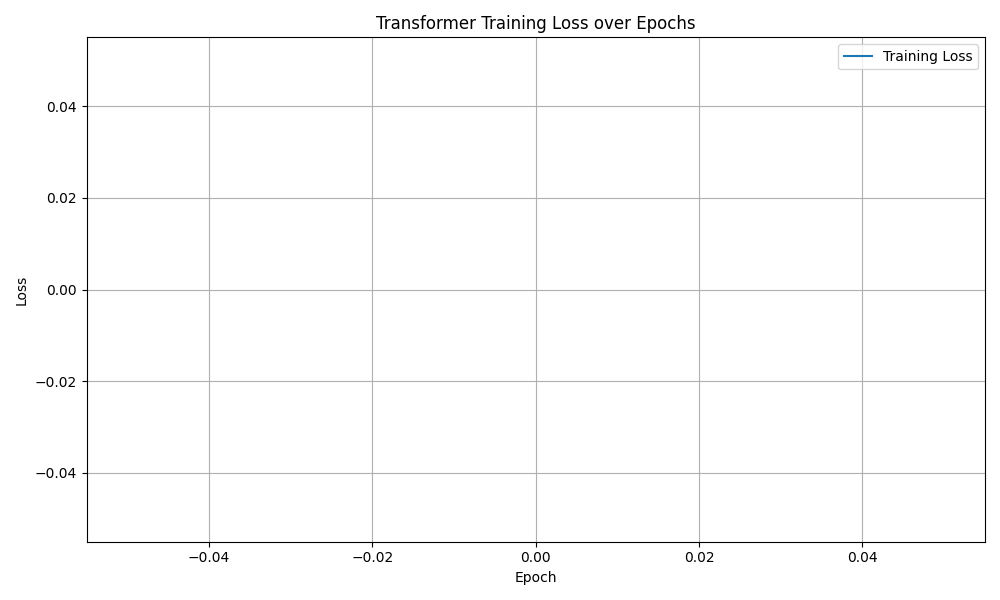 Transformer Training Loss over Epochs
Training Loss
0.04
0.02
0.00
−0.02
−0.04
Loss
−0.04 −0.02 0.00 0.02 0.04
Epoch